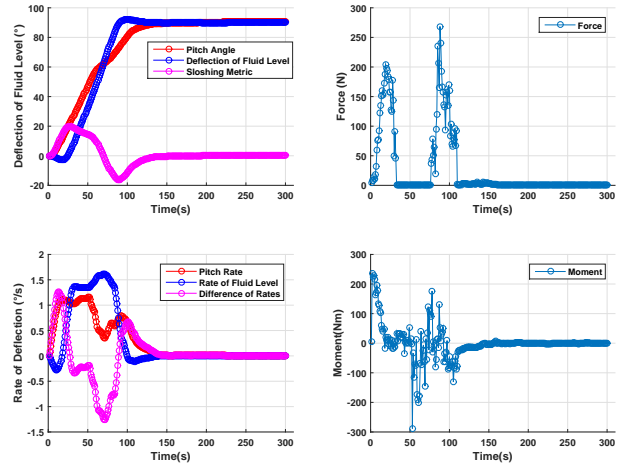 100
80
60
40
20
0
-20
Deflection of Fluid Level (°)
Pitch Angle
Deflection of Fluid Level
Sloshing Metric
0 50 100 150 200 250 300
Time(s)
300
250
200
150
100
50
0
Force (N)
Force
0 50 100 150 200 250 300
Time(s)
2
1.5
1
0.5
0
-0.5
-1
-1.5
Rate of Deflection (°/s)
Pitch Rate
Rate of Fluid Level
Difference of Rates
0 50 100 150 200 250 300
Time(s)
300
200
100
0
-100
-200
-300
Moment(Nm)
Moment
0 50 100 150 200 250 300
Time(s)